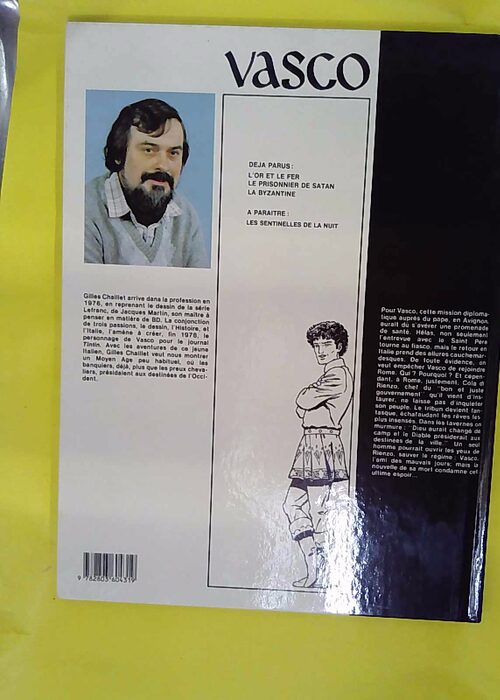 VASCO
DEJA PARUS :
L'OR ET LE FER
LE PRISONNIER DE SATAN
LA BYZANTINE
A PARAITRE :
LES SENTINELLES DE LA NUIT
Gilles Chaillet arrive dans la profession en
1976, en reprenant le dessin de la série
Lefranc, de Jacques Martin, son maître à
penser en matière de BD. La conjonction
de trois passions, le dessin, l'Histoire, et
l'Italie, l'amène à créer, fin 1978, le
personnage de Vasco pour le journal
Tintin. Avec les aventures de ce jeune
Italien, Gilles Chaillet veut nous montrer
un Moyen Age peu habituel, où les
banquiers, déjà, plus que les preux cheva-
liers, présidaient aux destinées de l'Occi-
dent.
Pour Vasco, cette mission diploma-
tique auprès du pape, en Avignon,
aurait du s'avérer une promenade
de santé. Hélas, non seulement
l'entrevue avec le Saint Père
tourne au fiasco, mais le retour en
Italie prend des allures cauchemar-
desques. De toute évidence, on
veut empêcher Vasco de rejoindre
Rome. Qui ? Pourquoi ? Et cepen-
dant, à Rome, justement, Cola di
Rienzo, chef du "bon et juste
gouvernement" qu'il vient d'ins-
taurer, ne laisse pas d'inquiéter
son peuple. Le tribun devient fan-
tasque, échafaudant les rêves les
plus insensés. Dans les tavernes on
murmure : "Dieu aurait changé de
camp et le Diable présiderait aux
destinées de la ville." Un seul
homme pourrait ouvrir les yeux de
Rienzo, sauver le régime : Vasco,
l'ami des mauvais jours; mais la
nouvelle de sa mort condamne cet
ultime espoir...
9 782803 604319